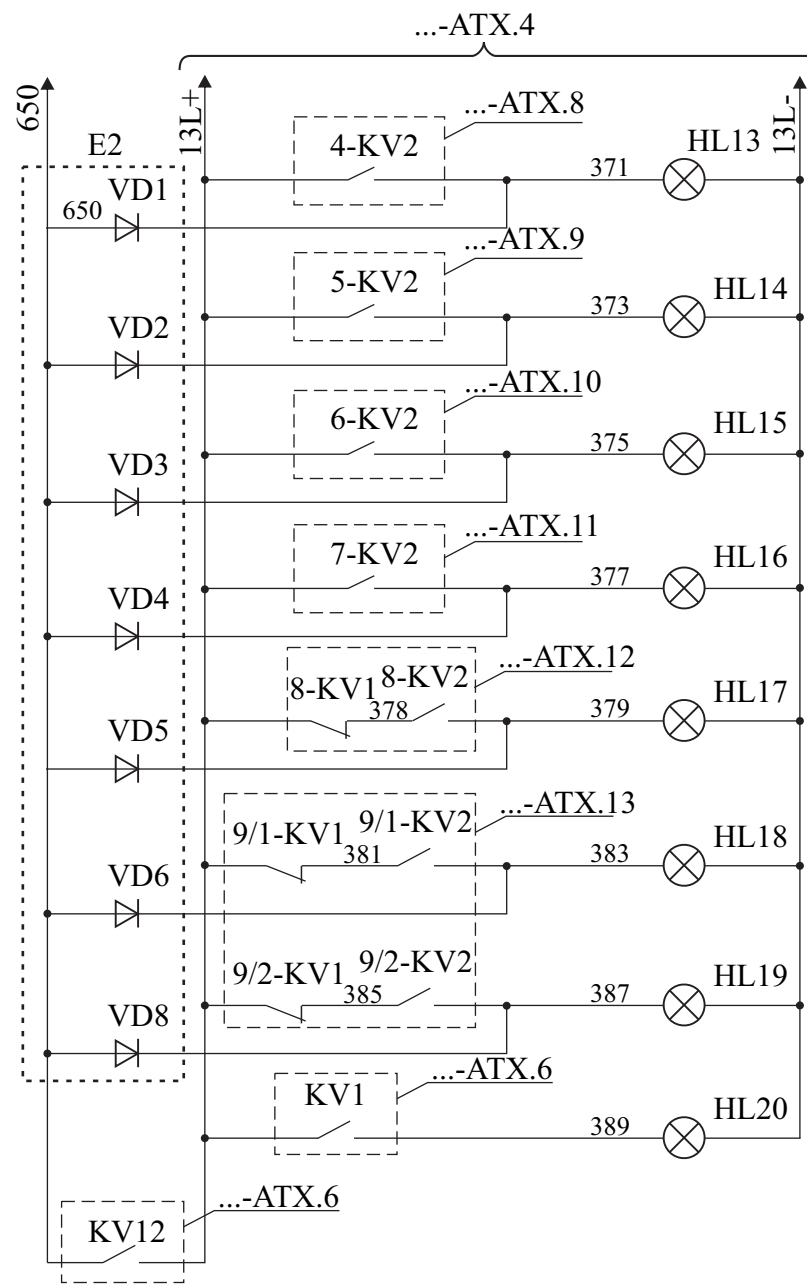 ...-ATX.4
650
13L+
13L-
E2
...-ATX.8
4-KV2
371
HL13
VD1
650
...-ATX.9
5-KV2
373
HL14
VD2
...-ATX.10
6-KV2
375
HL15
VD3
...-ATX.11
7-KV2
377
HL16
VD4
...-ATX.12
8-KV1
378
8-KV2
379
HL17
VD5
...-ATX.13
9/1-KV1
381
9/1-KV2
383
HL18
VD6
9/2-KV1
385
9/2-KV2
387
HL19
VD8
...-ATX.6
KV1
389
HL20
...-ATX.6
KV12